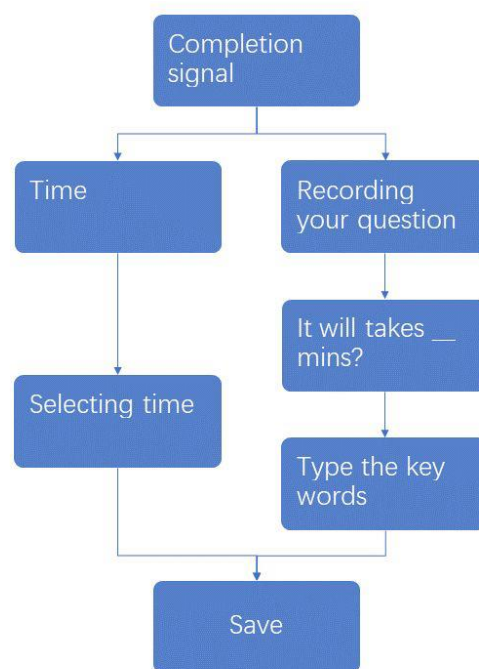 Completion
signal
Time
Recording
your question
It will takes __
mins?
Selecting time
Type the key
words
Save